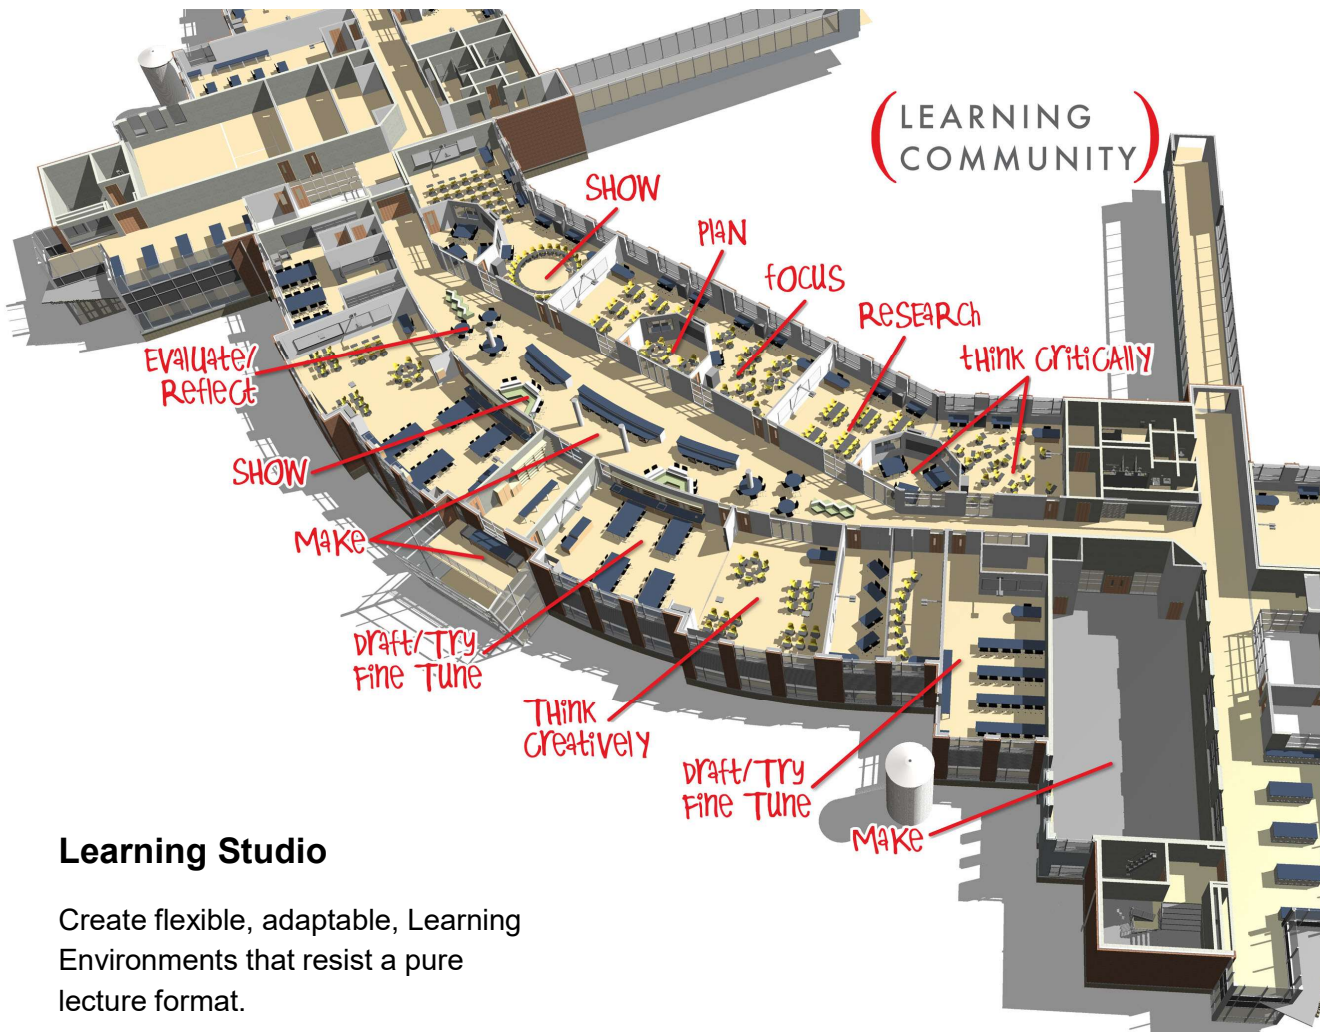 (LEARNING
COMMUNITY)
SHOW
PlaN
fOCUS
ReSEaRch
tHink CritiCAlly
Evaluate/
Reflect
SHOW
Make
Draft/Try
Fine Tune
THink
Creatively
Draft/Try
Fine Tune
Make
Learning Studio
Create flexible, adaptable, Learning
Environments that resist a pure
lecture format.